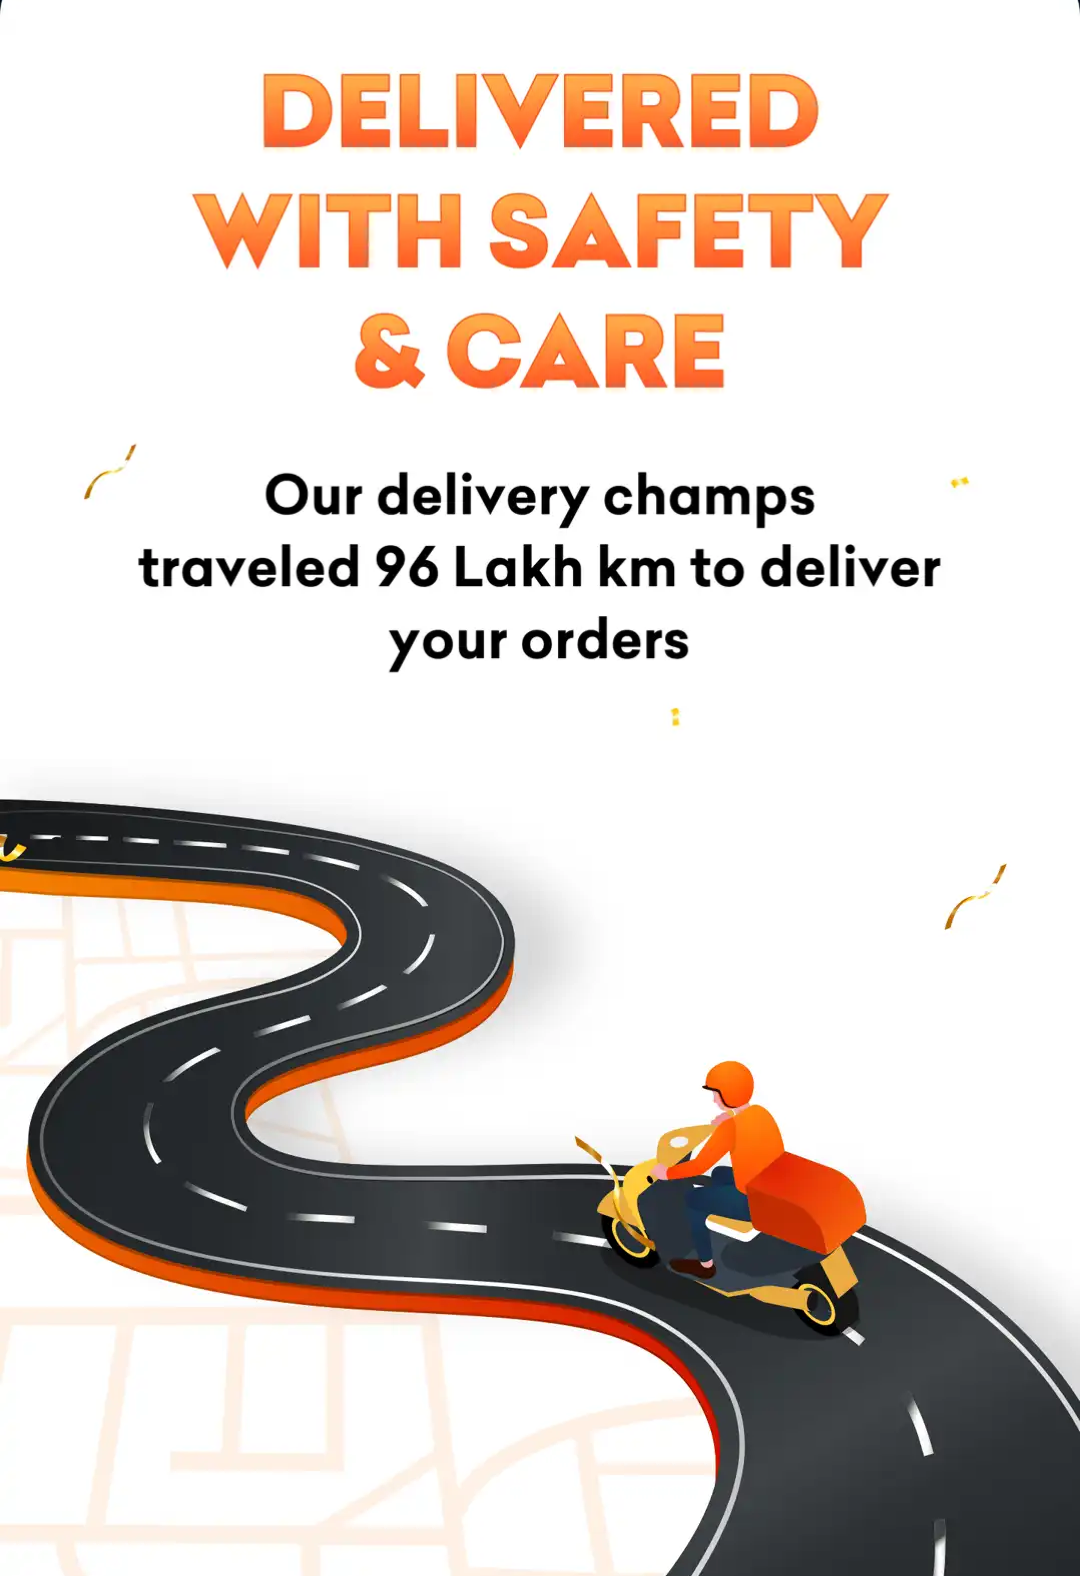 DELIVERED
WITH SAFETY
& CARE
Our delivery champs
traveled 96 Lakh km to deliver
your orders